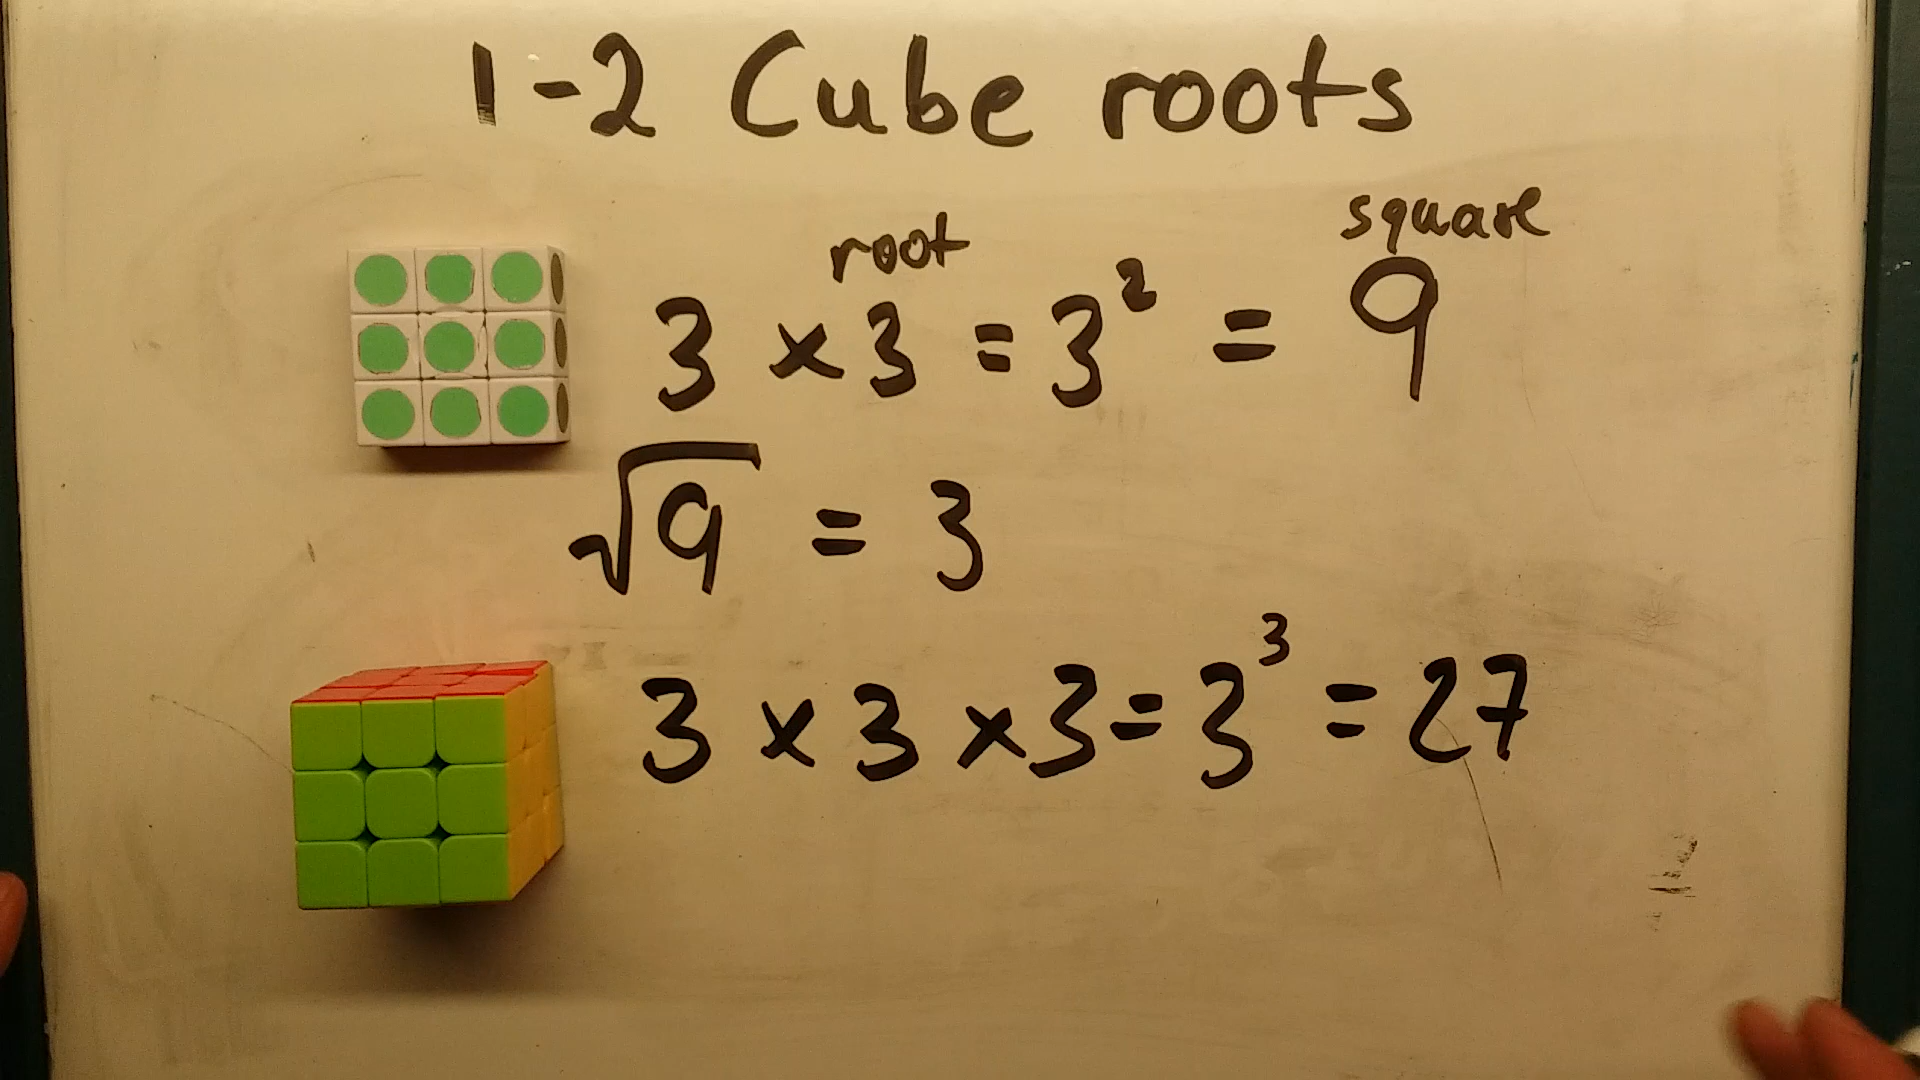 1-2 Cube roots
root square
3 × 3 = 3² = 9
√9 = 3
3 × 3 × 3 = 3³ = 27